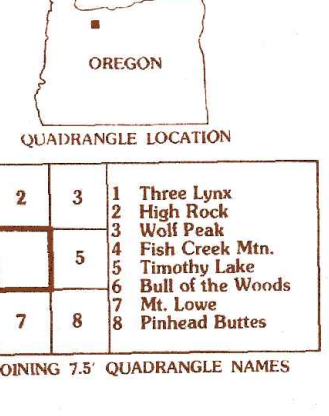 OREGON
QUADRANGLE LOCATION
2 3
5
7 8
1 Three Lynx
2 High Rock
3 Wolf Peak
4 Fish Creek Mtn.
5 Timothy Lake
6 Bull of the Woods
7 Mt. Lowe
8 Pinhead Buttes
OINING 7.5' QUADRANGLE NAMES